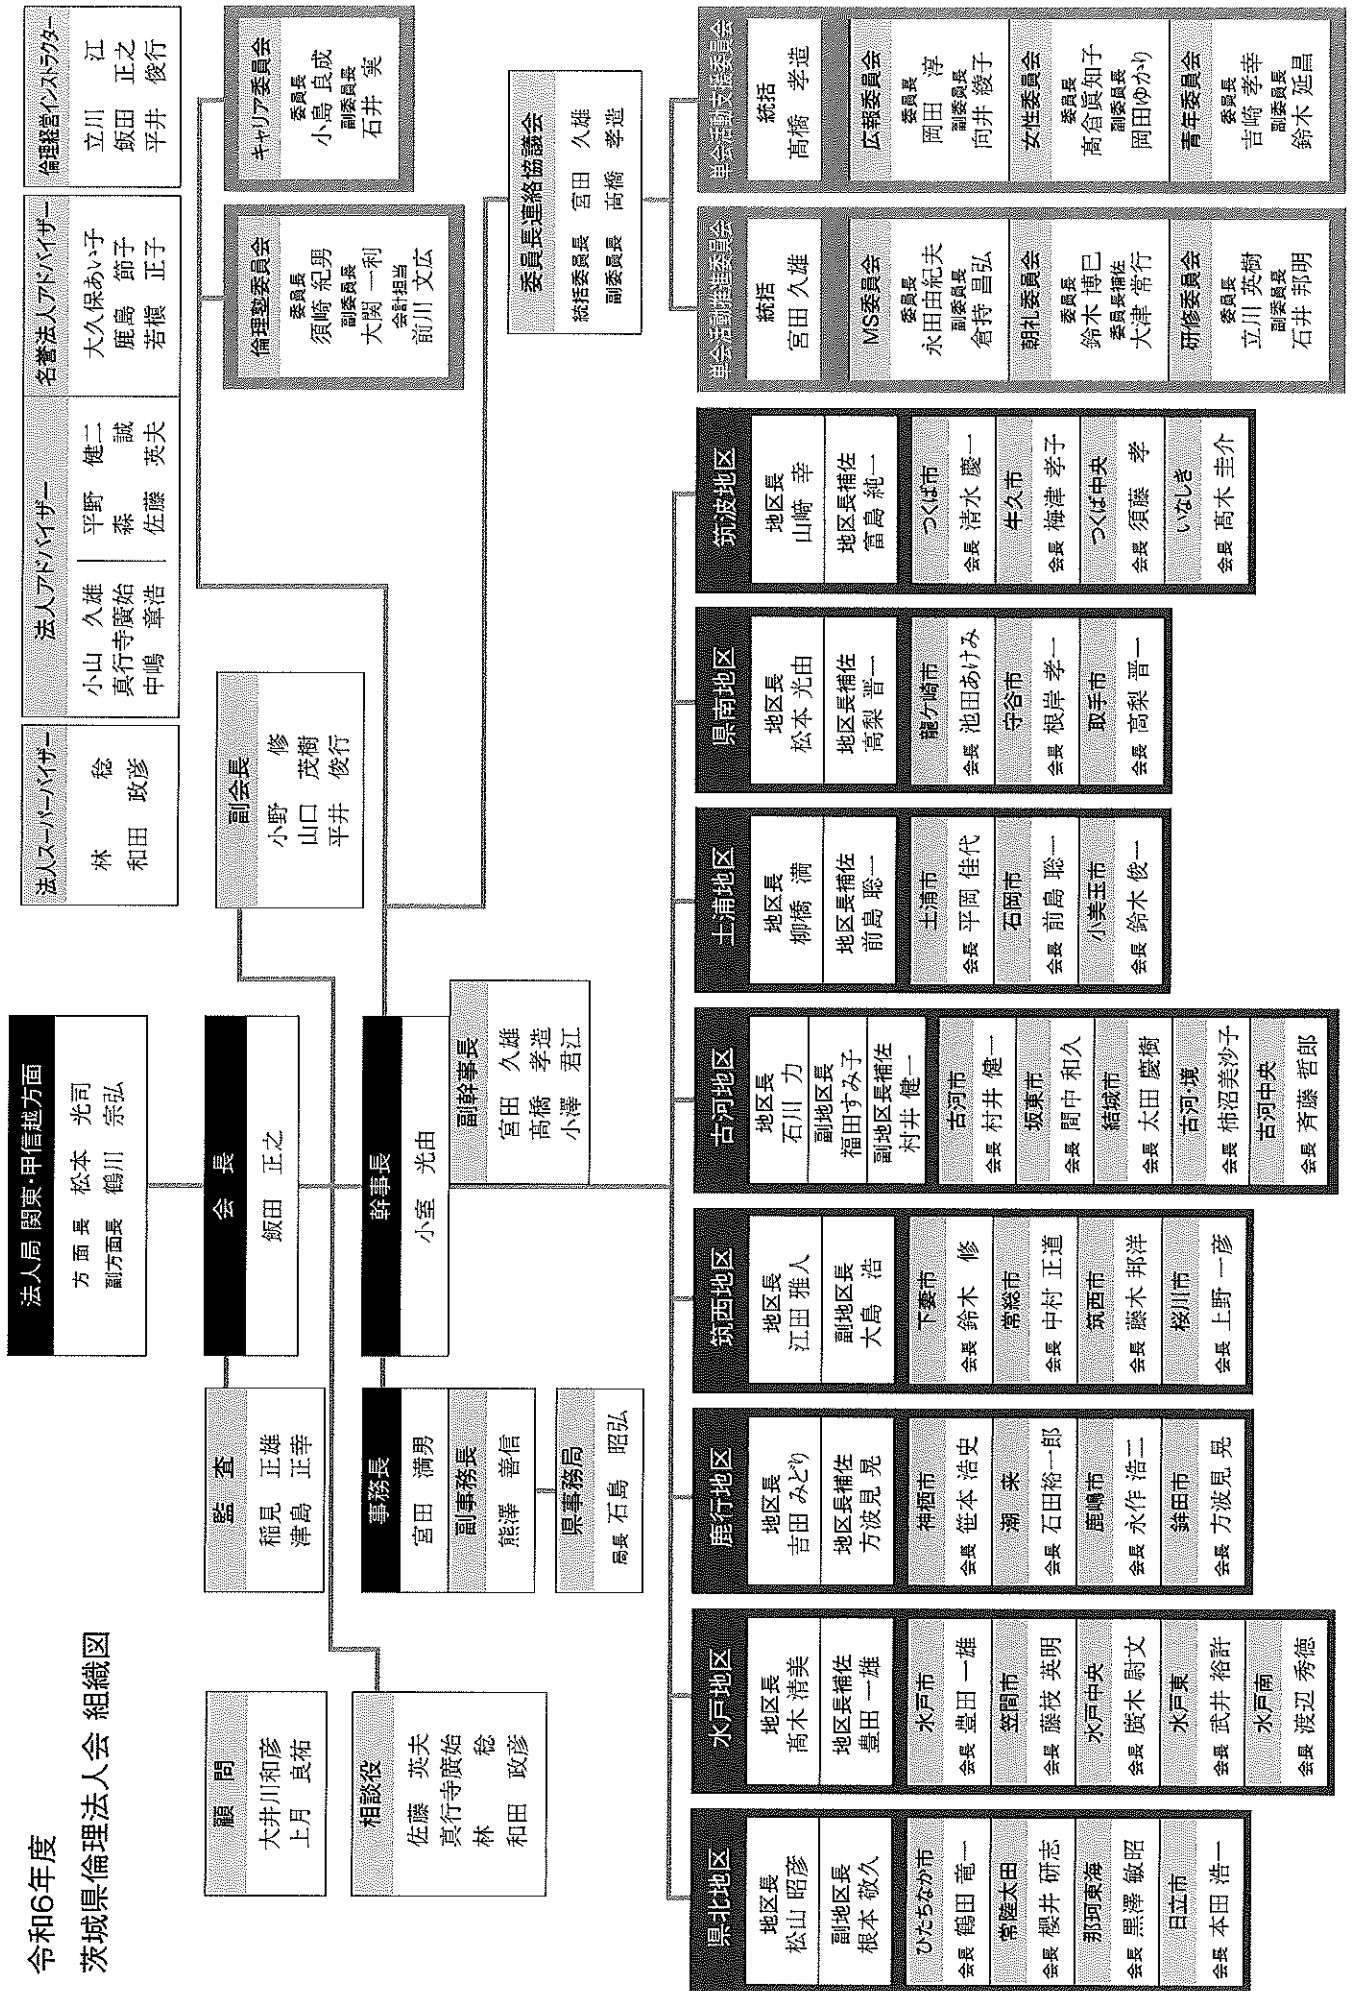 令和6年度
茨城県倫理法人会 組織図
法人局 関東・甲信越方面
方面長 松本 光司
副方面長 鶴川 宗弘
法人スーパーバイザー
林 稔
和田 政彦
法人アドバイザー
小山 久雄
真行寺廣始
中嶋 章浩
平野 健二
森 誠
佐藤 英夫
名誉法人アドバイザー
大久保あい子
鹿島 節子
若槇 正子
倫理経営インストラクター
立川 江
飯田 正之
平井 俊行
顧問
大井川和彦
上月 良祐
監査
稲見 正雄
津島 正幸
会長
飯田 正之
副会長
小野 修
山口 茂樹
平井 俊行
相談役
佐藤 英夫
真行寺廣始
林 稔
和田 政彦
事務長
宮田 満男
副事務長
熊澤 善信
県事務局
局長 石島 昭弘
幹事長
小室 光由
副幹事長
宮田 久雄
髙橋 孝造
小澤 君江
倫理塾委員会
委員長
須崎 紀男
副委員長
大関 一利
会計担当
前川 文広
キャリア委員会
委員長
小島 良成
副委員長
石井 実
委員長連絡協議会
統括委員長 宮田 久雄
副委員長 髙橋 孝造
県北地区
地区長
松山 昭彦
副地区長
根本 敬久
ひたちなか市
会長 鶴田 竜一
常陸太田
会長 櫻井 研志
那珂東海
会長 黒澤 敏昭
日立市
会長 本田 浩一
水戸地区
地区長
髙木 清美
地区長補佐
豊田 一雄
水戸市
会長 豊田 一雄
笠間市
会長 藤枝 英明
水戸中央
会長 廣木 尉文
水戸東
会長 武井 裕許
水戸南
会長 渡辺 秀徳
鹿行地区
地区長
吉田 みどり
地区長補佐
方波見 晃
神栖市
会長 笹本 浩史
潮来
会長 石田裕一郎
鹿嶋市
会長 永作 浩二
鉾田市
会長 方波見 晃
筑西地区
地区長
江田 雅人
副地区長
大島 浩
下妻市
会長 鈴木 修
常総市
会長 中村 正道
筑西市
会長 藤木 邦洋
桜川市
会長 上野 一彦
古河地区
地区長
石川 力
副地区長
福田すみ子
副地区長補佐
村井 健一
古河市
会長 村井 健一
坂東市
会長 間中 和久
結城市
会長 太田 慶樹
古河・境
会長 柿沼美沙子
古河中央
会長 斉藤 哲郎
土浦地区
地区長
柳橋 満
地区長補佐
前島 聡一
土浦市
会長 平岡 佳代
石岡市
会長 前島 聡一
小美玉市
会長 鈴木 俊一
県南地区
地区長
松本 光由
地区長補佐
高梨 晋一
龍ケ崎市
会長 池田あけみ
守谷市
会長 根岸 孝一
取手市
会長 高梨 晋一
筑波地区
地区長
山﨑 幸
地区長補佐
富島 純一
つくば市
会長 清水 慶一
牛久市
会長 梅津 孝子
つくば中央
会長 須藤 孝
いなしき
会長 髙木 圭介
単会活動推進委員会
統括
宮田 久雄
MS委員会
委員長
永田由紀夫
副委員長
倉持 昌弘
朝礼委員会
委員長
鈴木 博巳
委員長補佐
大津 常行
研修委員会
委員長
立川 英樹
副委員長
石井 邦明
単会活動支援委員会
統括
髙橋 孝造
広報委員会
委員長
岡田 淳
副委員長
向井 綾子
女性委員会
委員長
髙倉眞知子
副委員長
岡田ゆかり
青年委員会
委員長
吉崎 孝幸
副委員長
鈴木 延昌